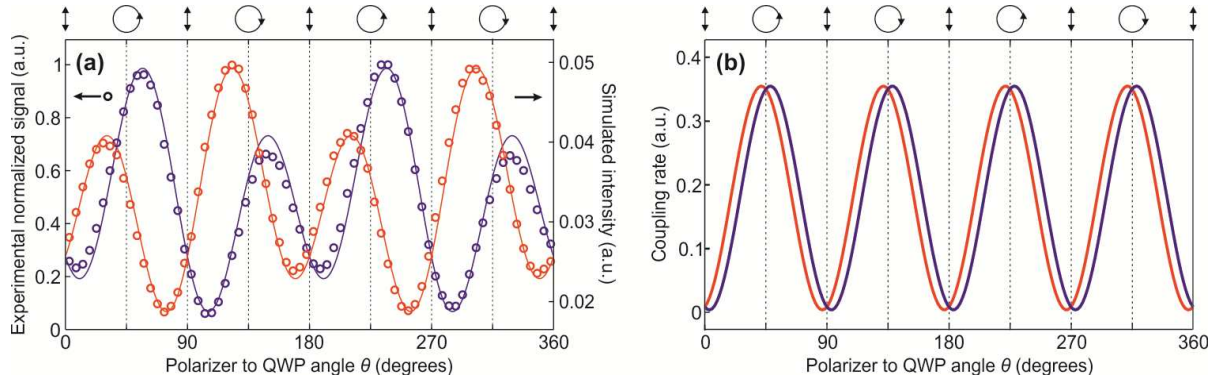 (a)
Experimental normalized signal (a.u.)
1
0.8
0.6
0.4
0.2
0
0.05
0.04
0.03
0.02
Simulated intensity (a.u.)
0 90 180 270 360
Polarizer to QWP angle θ (degrees)
(b)
Coupling rate (a.u.)
0.4
0.3
0.2
0.1
0
0 90 180 270 360
Polarizer to QWP angle θ (degrees)